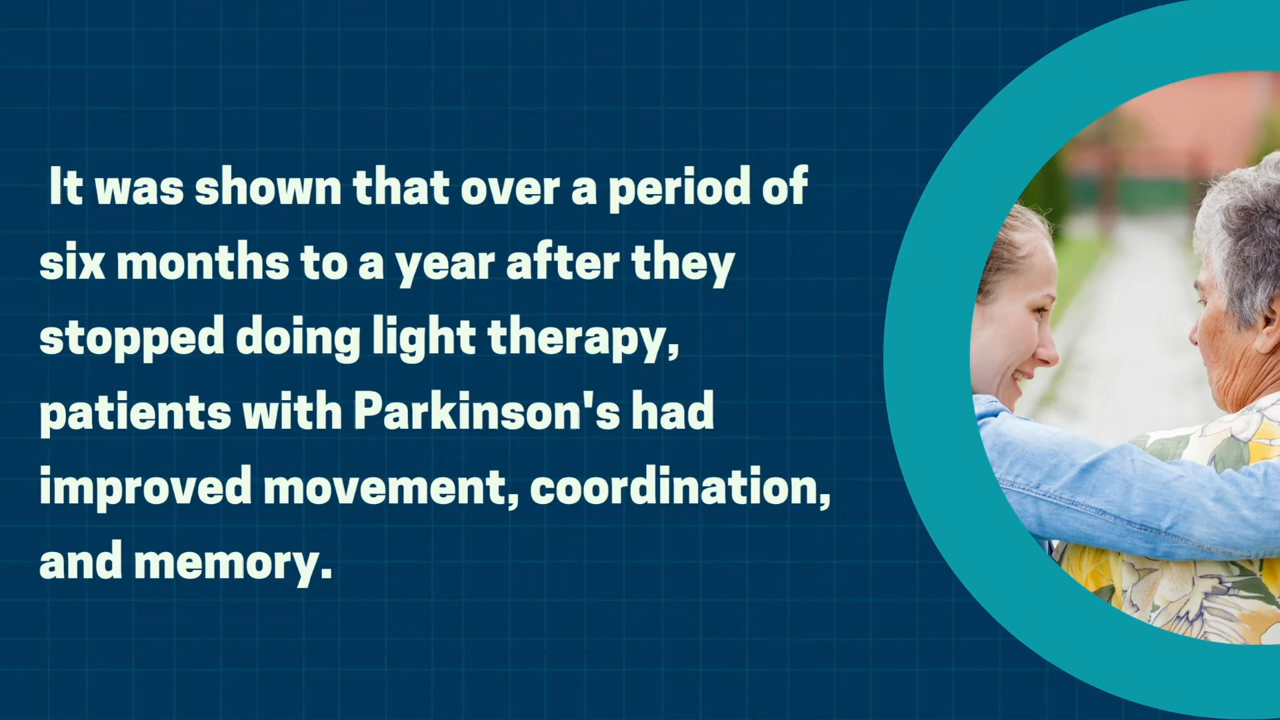 It was shown that over a period of
six months to a year after they
stopped doing light therapy,
patients with Parkinson's had
improved movement, coordination,
and memory.